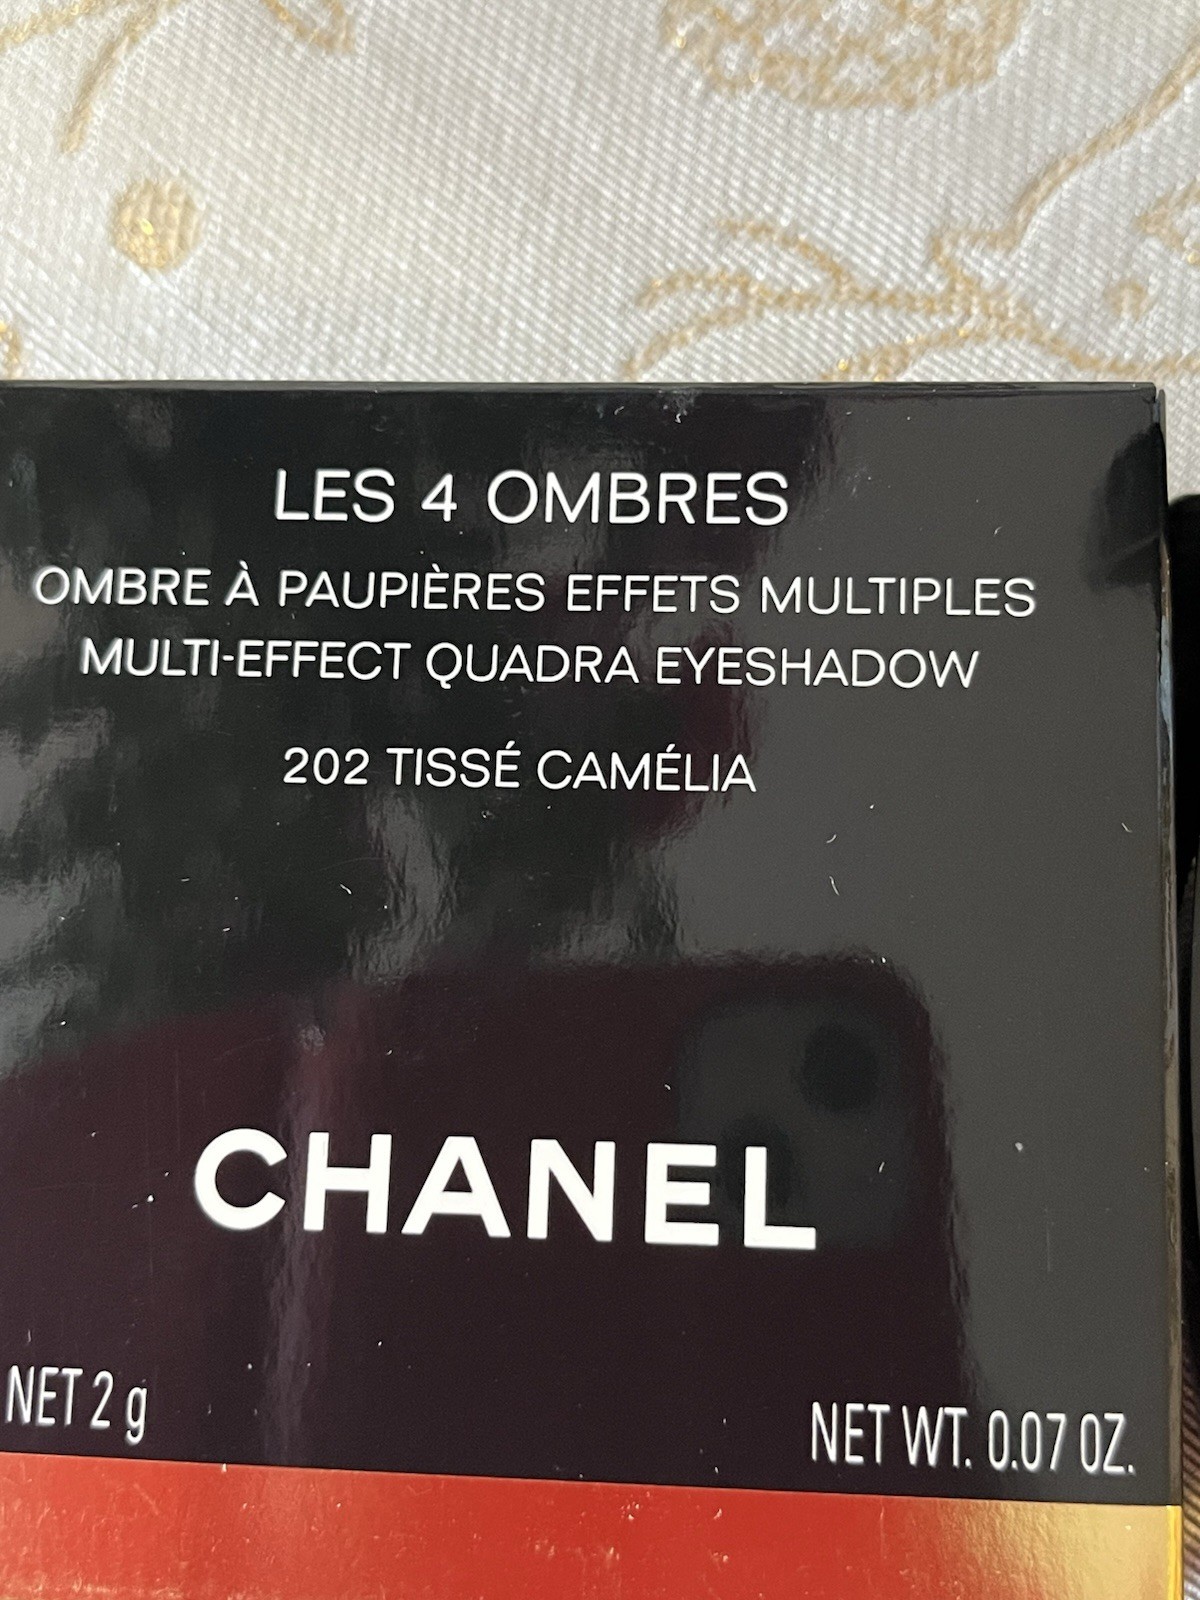 LES 4 OMBRES
OMBRE À PAUPIÈRES EFFETS MULTIPLES
MULTI-EFFECT QUADRA EYESHADOW
202 TISSÉ CAMÉLIA
CHANEL
NET 2 g
NET WT. 0.07 OZ.